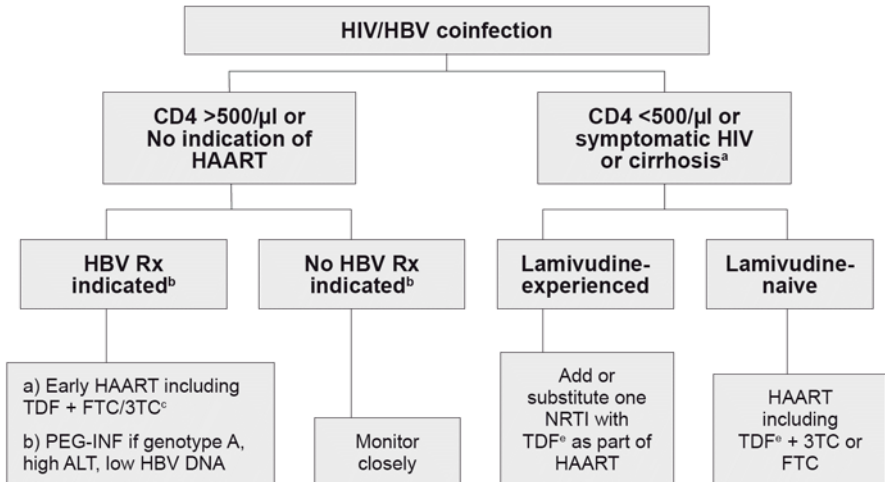 HIV/HBV coinfection
CD4 >500/µl or
No indication of
HAART
CD4 <500/µl or
symptomatic HIV
or cirrhosisᵃ
HBV Rx
indicatedᵇ
No HBV Rx
indicatedᵇ
Lamivudine-
experienced
Lamivudine-
naive
a) Early HAART including
TDF + FTC/3TCᶜ
b) PEG-INF if genotype A,
high ALT, low HBV DNA
Monitor
closely
Add or
substitute one
NRTI with
TDFᵉ as part of
HAART
HAART
including
TDFᵉ + 3TC or
FTC